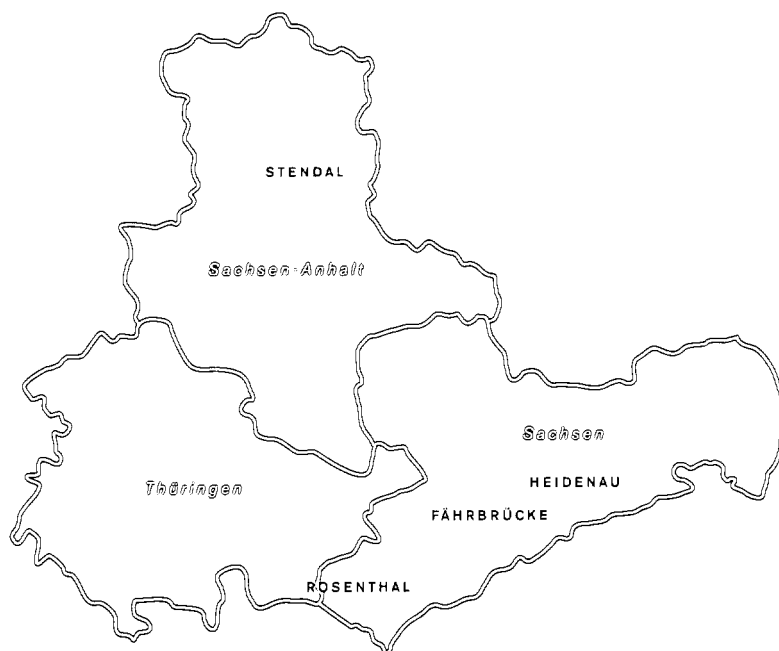 STENDAL
Sachsen-Anhalt
Sachsen
HEIDENAU
Thüringen
FÄHRBRÜCKE
ROSENTHAL